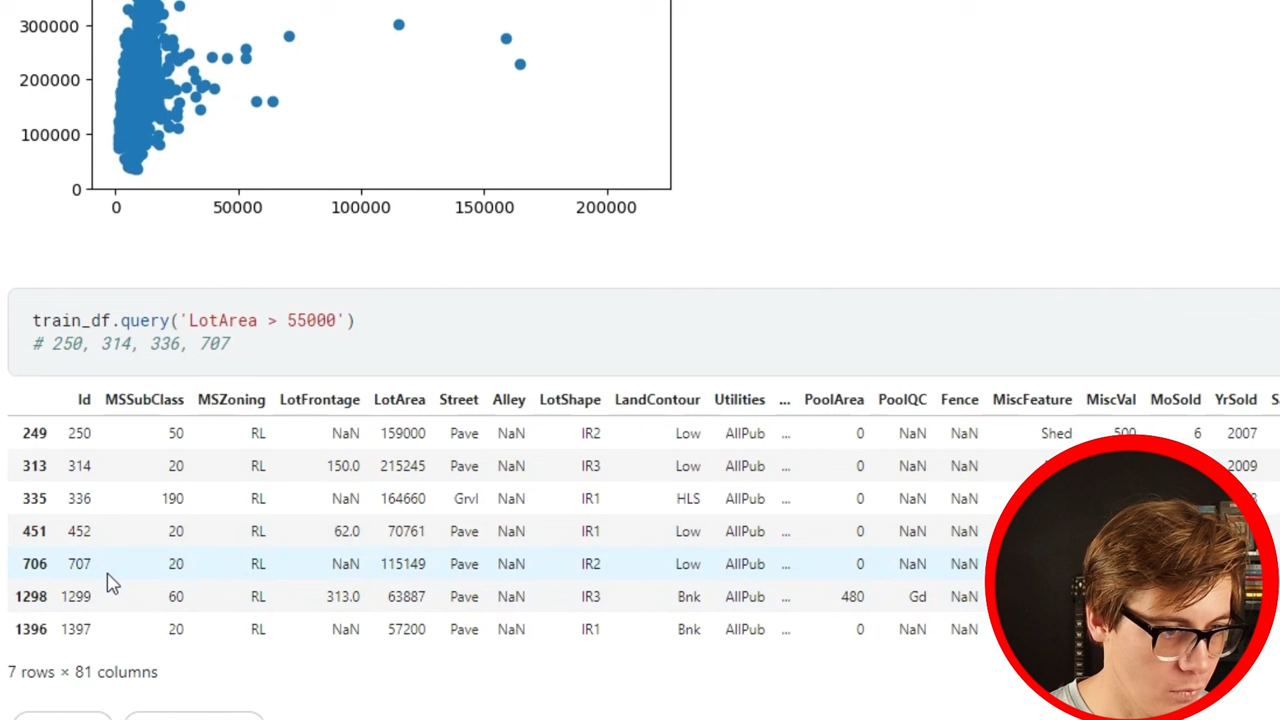 300000
200000
100000
0
0 50000 100000 150000 200000
train_df.query('LotArea > 55000')
# 250, 314, 336, 707
Id MSSubClass MSZoning LotFrontage LotArea Street Alley LotShape LandContour Utilities ... PoolArea PoolQC Fence MiscFeature MiscVal MoSold YrSold
249 250 50 RL NaN 159000 Pave NaN IR2 Low AllPub ... 0 NaN NaN Shed 500 6 2007
313 314 20 RL 150.0 215245 Pave NaN IR3 Low AllPub ... 0 NaN NaN 2009
335 336 190 RL NaN 164660 Grvl NaN IR1 HLS AllPub ... 0 NaN NaN
451 452 20 RL 62.0 70761 Pave NaN IR1 Low AllPub ... 0 NaN NaN
706 707 20 RL NaN 115149 Pave NaN IR2 Low AllPub ... 0 NaN NaN
1298 1299 60 RL 313.0 63887 Pave NaN IR3 Bnk AllPub ... 480 Gd NaN
1396 1397 20 RL NaN 57200 Pave NaN IR1 Bnk AllPub ... 0 NaN NaN
7 rows × 81 columns